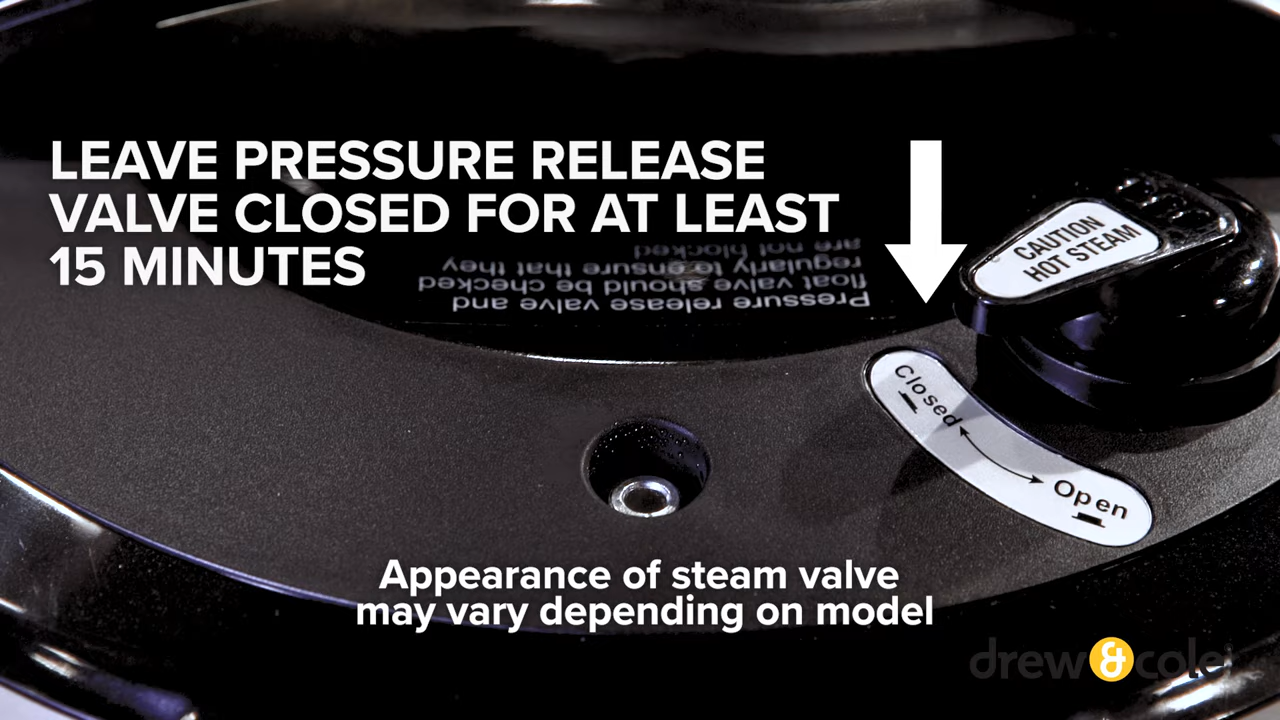 LEAVE PRESSURE RELEASE
VALVE CLOSED FOR AT LEAST
15 MINUTES
CAUTION
HOT STEAM
Pressure release valve and
float valve should be checked
regularly to ensure that they
are not blocked
Closed
Open
Appearance of steam valve
may vary depending on model
drew&cole